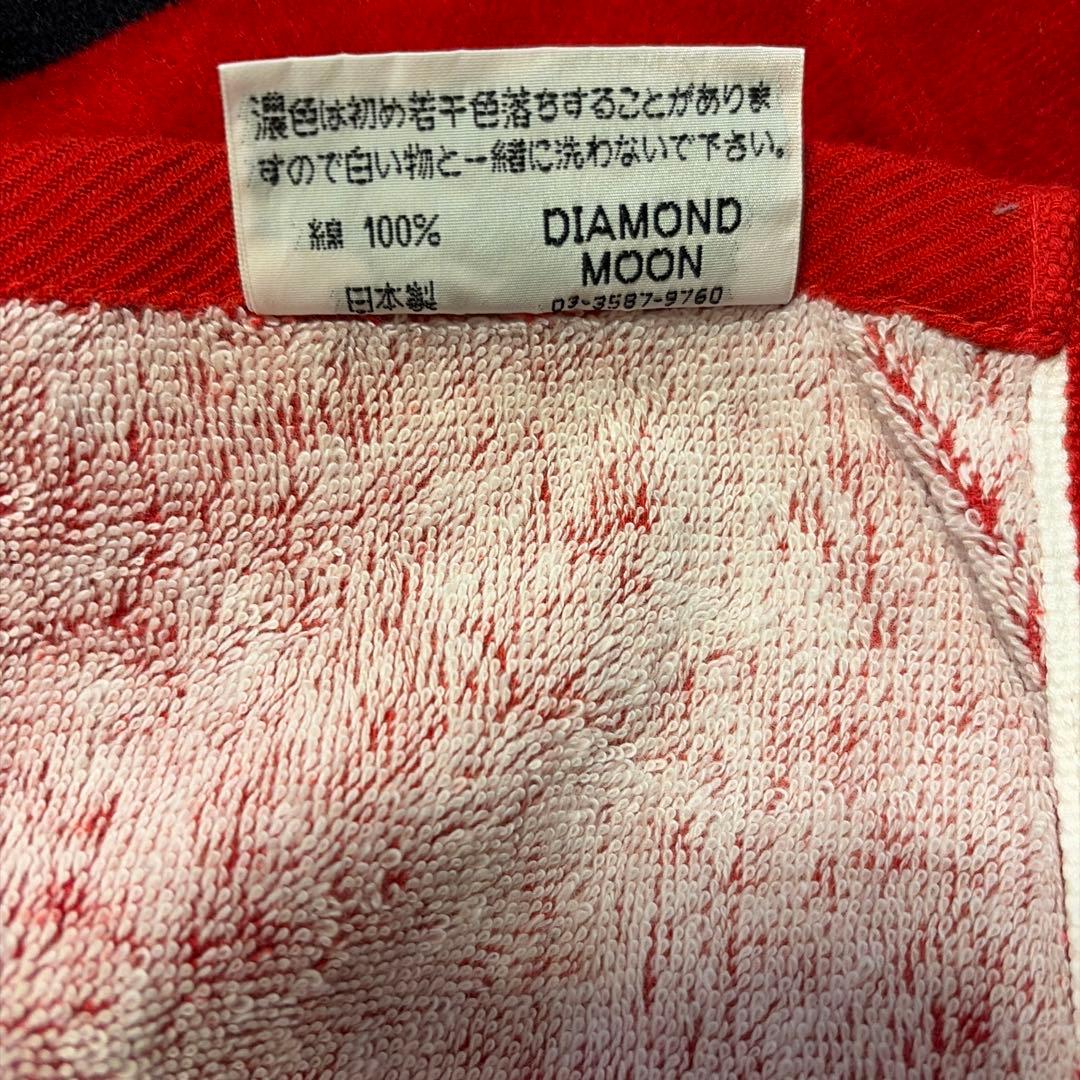 濃色は初め若干色落ちすることがありま
すので白い物と一緒に洗わないで下さい。
綿 100%
DIAMOND
MOON
日本製
03-3587-9760